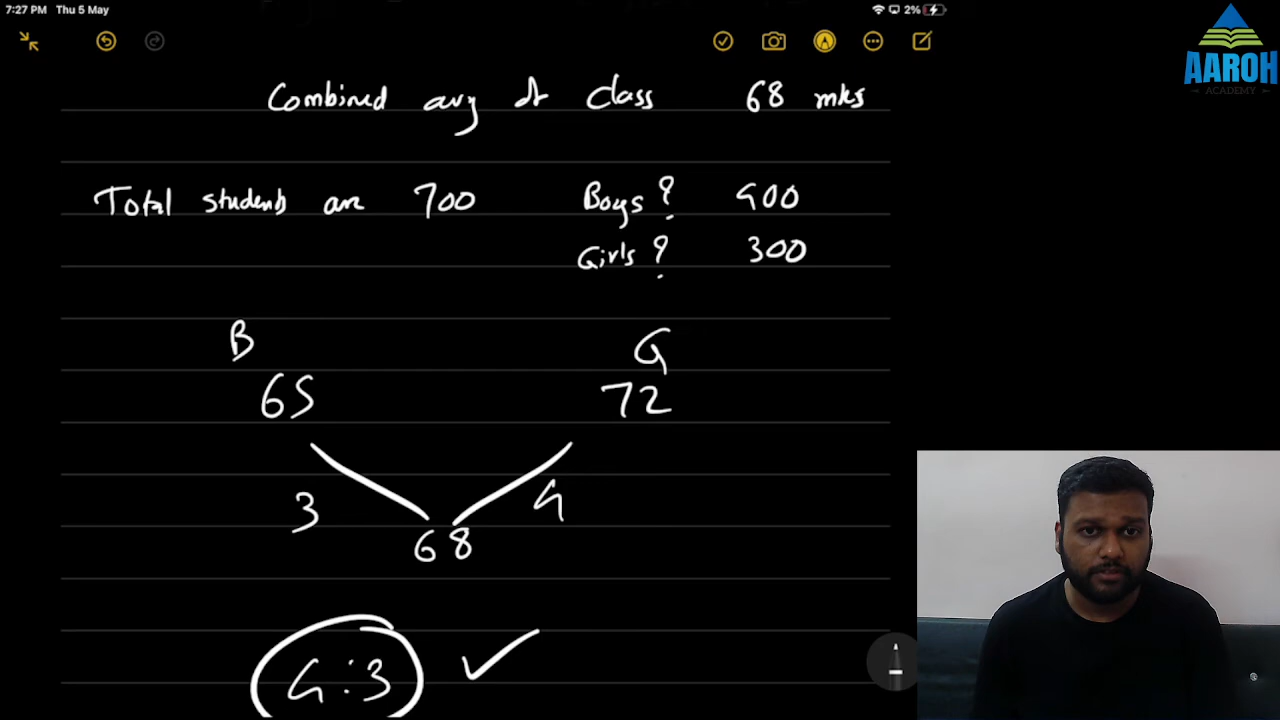 7:27 PM Thu 5 May
2%
AAROH
ACADEMY
Combined avg of class 68 mks
Total students are 700 Boys? 400
Girls? 300
B G
65 72
3 4
68
4:3